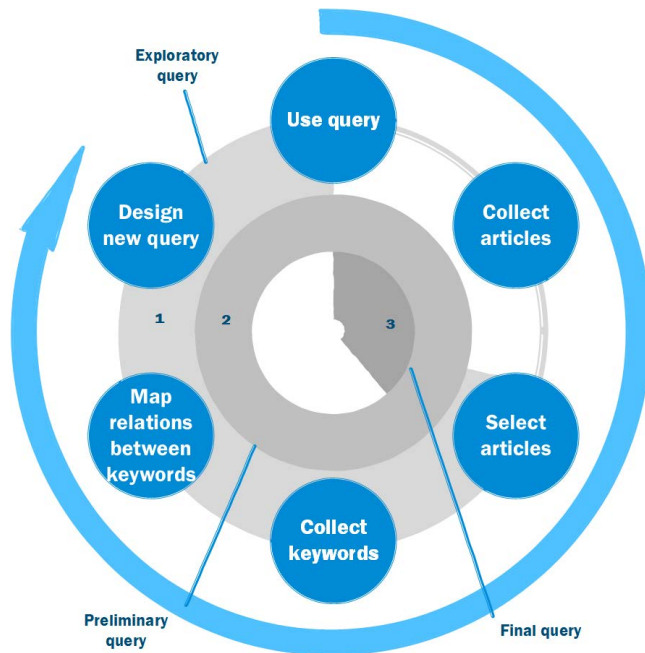 Exploratory
query
Use query
Design
new query
Collect
articles
1
2
3
Map
relations
between
keywords
Select
articles
Collect
keywords
Preliminary
query
Final query